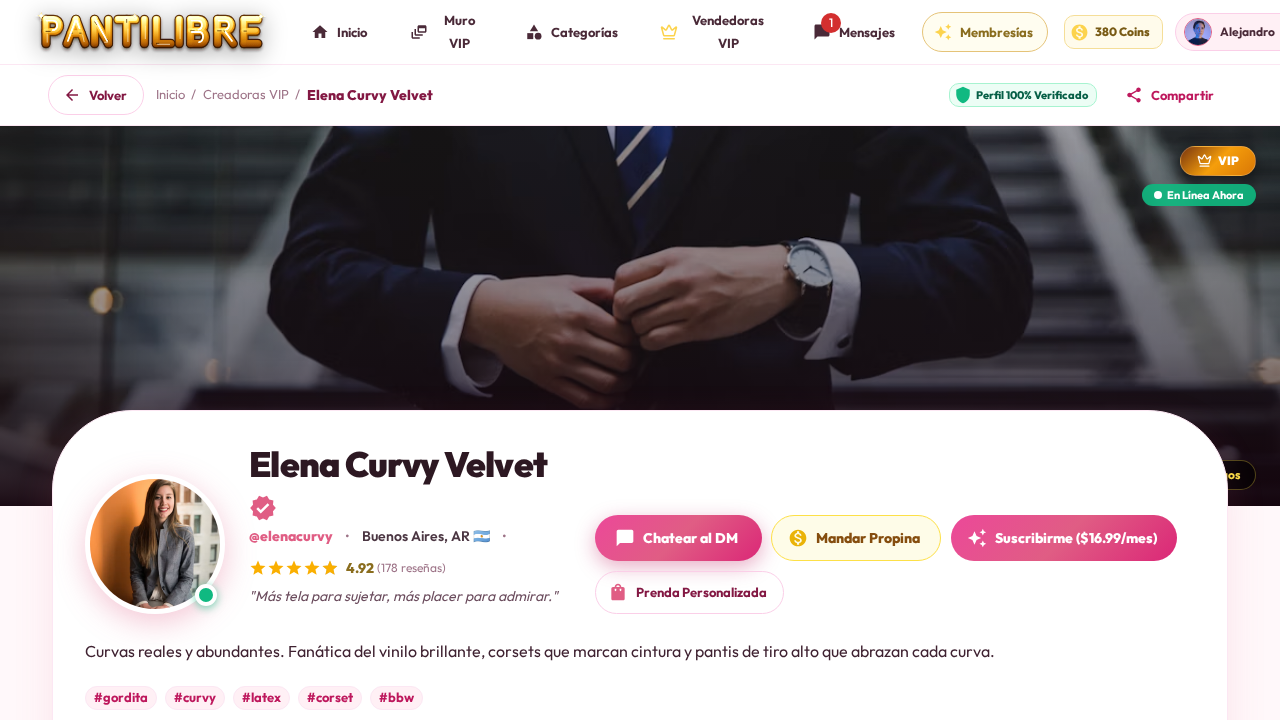 PANTILIBRE
Inicio
Muro
VIP
Categorías
Vendedoras
VIP
8
Mensajes
Membresías
380 Coins
Alejandro
Volver
Inicio / Creadoras VIP / Elena Curvy Velvet
Perfil 100% Verificado
Compartir
VIP
En Línea Ahora
Elena Curvy Velvet
@elenacurvy • Buenos Aires, AR 🇦🇷 •
4.92 (178 reseñas)
"Más tela para sujetar, más placer para admirar."
Chatear al DM
Mandar Propina
Suscribirme ($16.99/mes)
Prenda Personalizada
Curvas reales y abundantes. Fanática del vinilo brillante, corsets que marcan cintura y pantis de tiro alto que abrazan cada curva.
#gordita #curvy #latex #corset #bbw